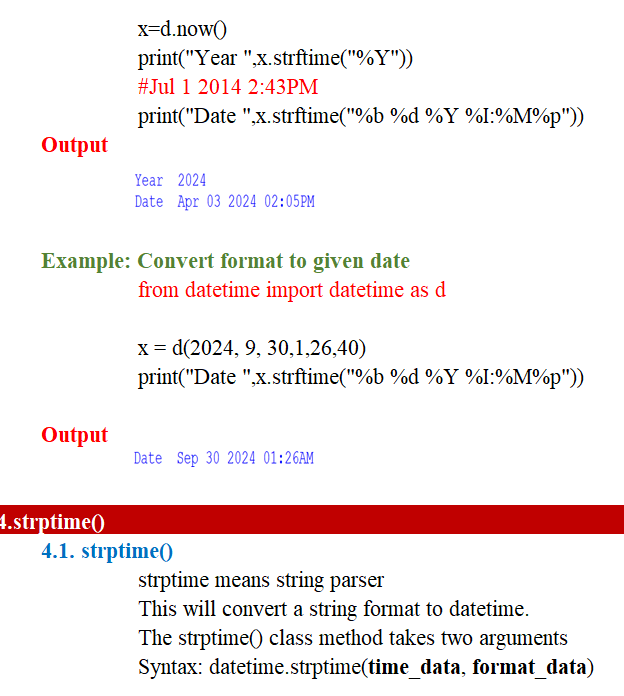 x=d.now()
print("Year ",x.strftime("%Y"))
#Jul 1 2014 2:43PM
print("Date ",x.strftime("%b %d %Y %I:%M%p"))
Output
Year 2024
Date Apr 03 2024 02:05PM
Example: Convert format to given date
from datetime import datetime as d
x = d(2024, 9, 30,1,26,40)
print("Date ",x.strftime("%b %d %Y %I:%M%p"))
Output
Date Sep 30 2024 01:26AM
4.strptime()
4.1. strptime()
strptime means string parser
This will convert a string format to datetime.
The strptime() class method takes two arguments
Syntax: datetime.strptime(time_data, format_data)